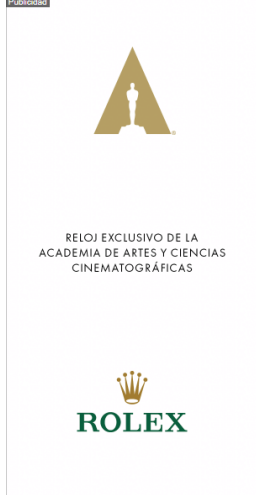 Publicidad
RELOJ EXCLUSIVO DE LA
ACADEMIA DE ARTES Y CIENCIAS
CINEMATOGRÁFICAS
ROLEX